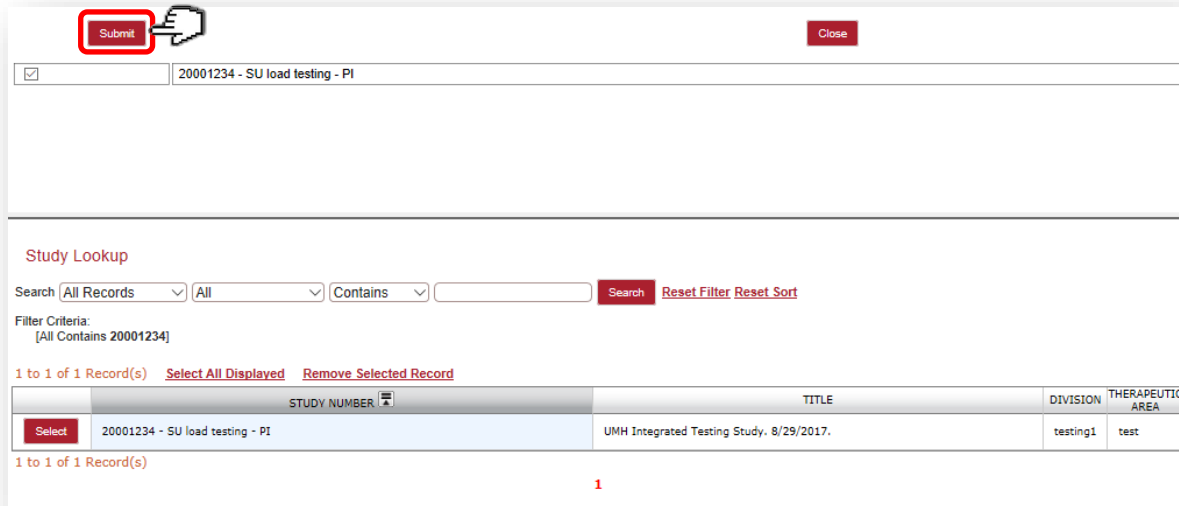 Submit Close
20001234 - SU load testing - PI
Study Lookup
Search All Records All Contains Search Reset Filter Reset Sort
Filter Criteria:
[All Contains 20001234]
1 to 1 of 1 Record(s) Select All Displayed Remove Selected Record
STUDY NUMBER TITLE DIVISION THERAPEUTIC AREA
Select 20001234 - SU load testing - PI UMH Integrated Testing Study. 8/29/2017. testing1 test
1 to 1 of 1 Record(s)
1